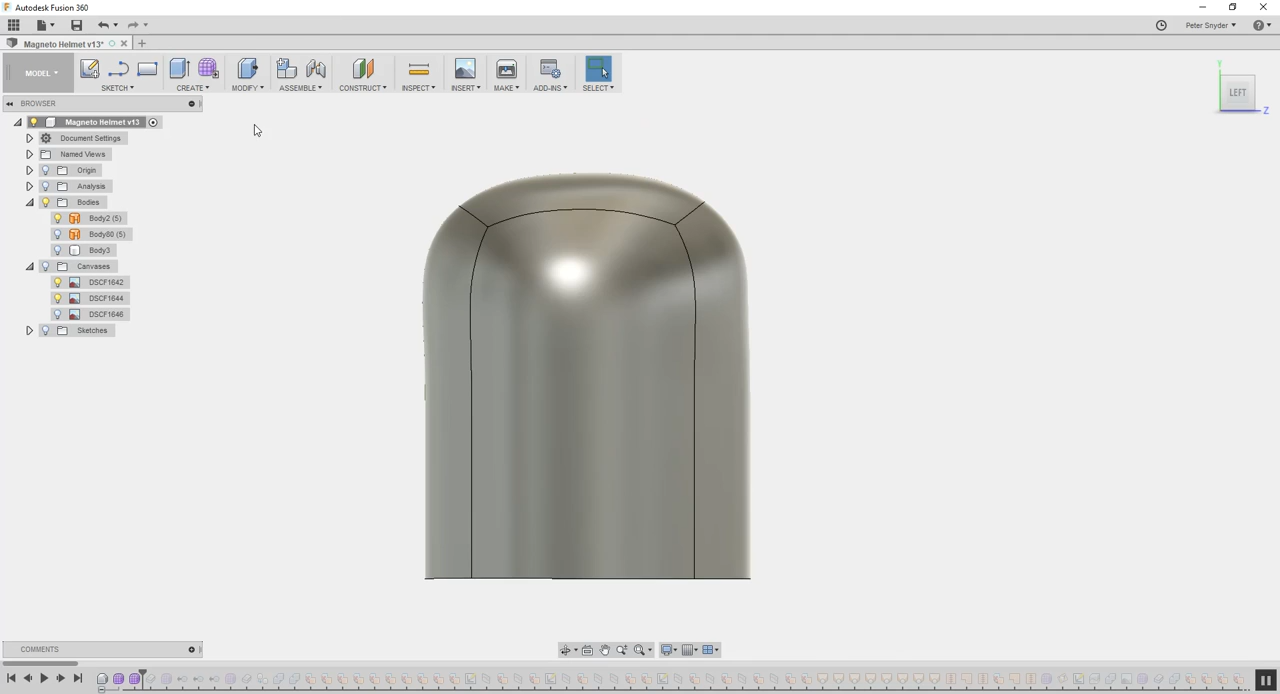 Autodesk Fusion 360
Peter Snyder
Magneto Helmet v13*
MODEL
SKETCH
CREATE
MODIFY
ASSEMBLE
CONSTRUCT
INSPECT
INSERT
MAKE
ADD-INS
SELECT
BROWSER
LEFT
Y
Z
Magneto Helmet v13
Document Settings
Named Views
Origin
Analysis
Bodies
Body2 (5)
Body80 (5)
Body3
Canvases
DSCF1642
DSCF1644
DSCF1646
Sketches
COMMENTS